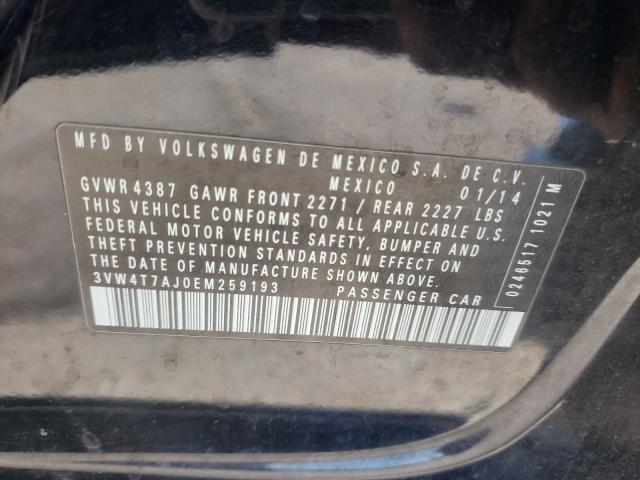 MFD BY VOLKSWAGEN DE MEXICO S.A. DE C.V.
MEXICO 01/14
GVWR 4387 GAWR FRONT 2271 / REAR 2227 LBS
THIS VEHICLE CONFORMS TO ALL APPLICABLE U.S.
FEDERAL MOTOR VEHICLE SAFETY, BUMPER AND
THEFT PREVENTION STANDARDS IN EFFECT ON
THE DATE OF MANUFACTURE SHOWN ABOVE.
3VW4T7AJ0EM259193 PASSENGER CAR
0246517 1021 M